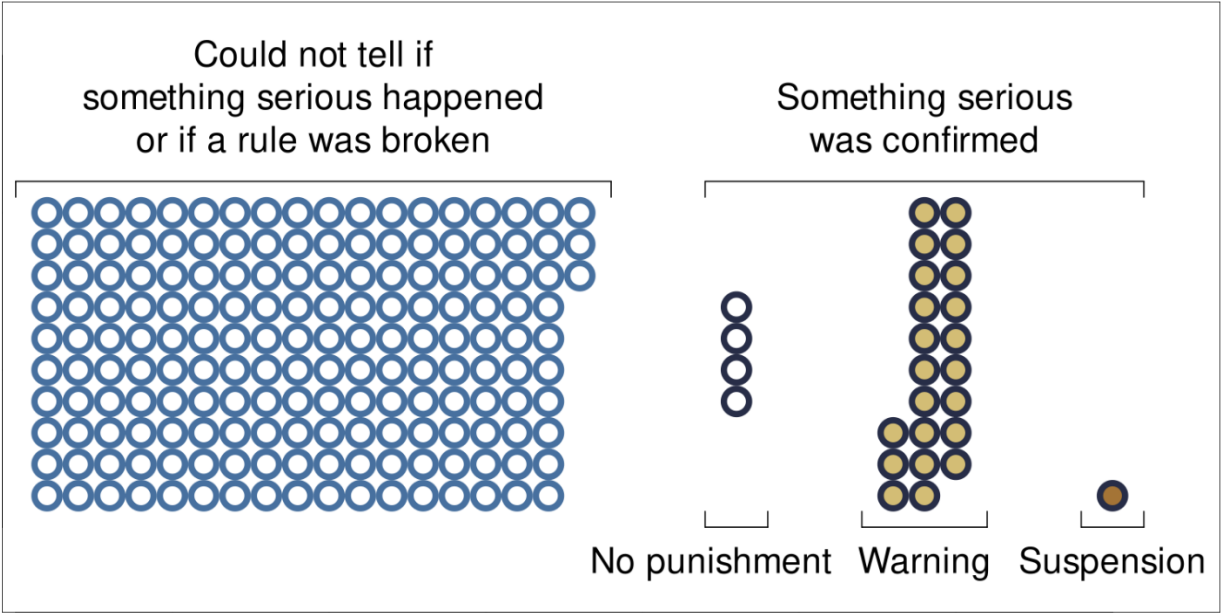 Could not tell if
something serious happened
or if a rule was broken
Something serious
was confirmed
No punishment
Warning
Suspension